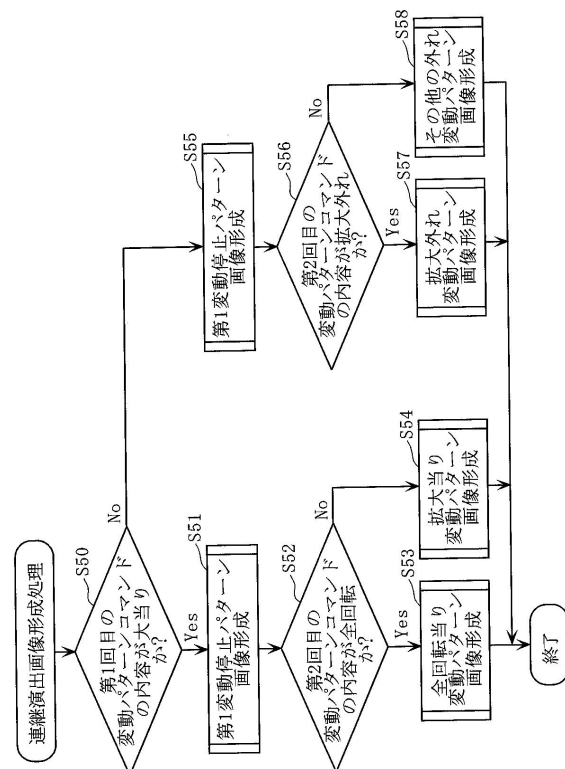 連継演出画像形成処理
S50
第1回目の
変動パターンコマンド
の内容が大当り
か?
Yes
No
S51
第1変動停止パターン
画像形成
S52
第2回目の
変動パターンコマンド
の内容が全回転
か?
Yes
No
S53
全回転当り
変動パターン
画像形成
S54
拡大当り
変動パターン
画像形成
S55
第1変動停止パターン
画像形成
S56
第2回目の
変動パターンコマンド
の内容が拡大外れ
か?
Yes
No
S57
拡大外れ
変動パターン
画像形成
S58
その他の外れ
変動パターン
画像形成
終了